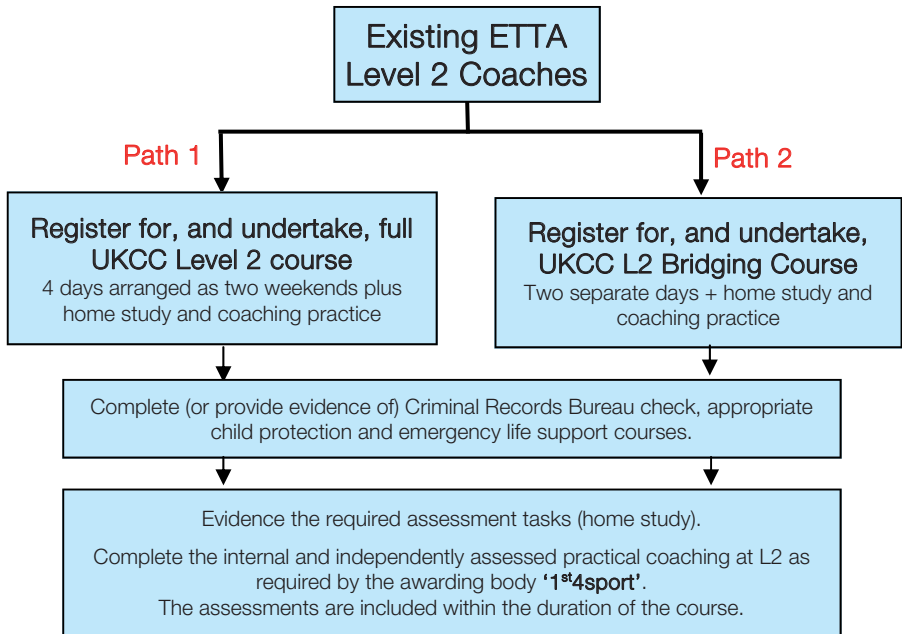 Existing ETTA
Level 2 Coaches
Path 1
Path 2
Register for, and undertake, full
UKCC Level 2 course
4 days arranged as two weekends plus
home study and coaching practice
Register for, and undertake,
UKCC L2 Bridging Course
Two separate days + home study and
coaching practice
Complete (or provide evidence of) Criminal Records Bureau check, appropriate
child protection and emergency life support courses.
Evidence the required assessment tasks (home study).
Complete the internal and independently assessed practical coaching at L2 as
required by the awarding body ‘1st4sport’.
The assessments are included within the duration of the course.